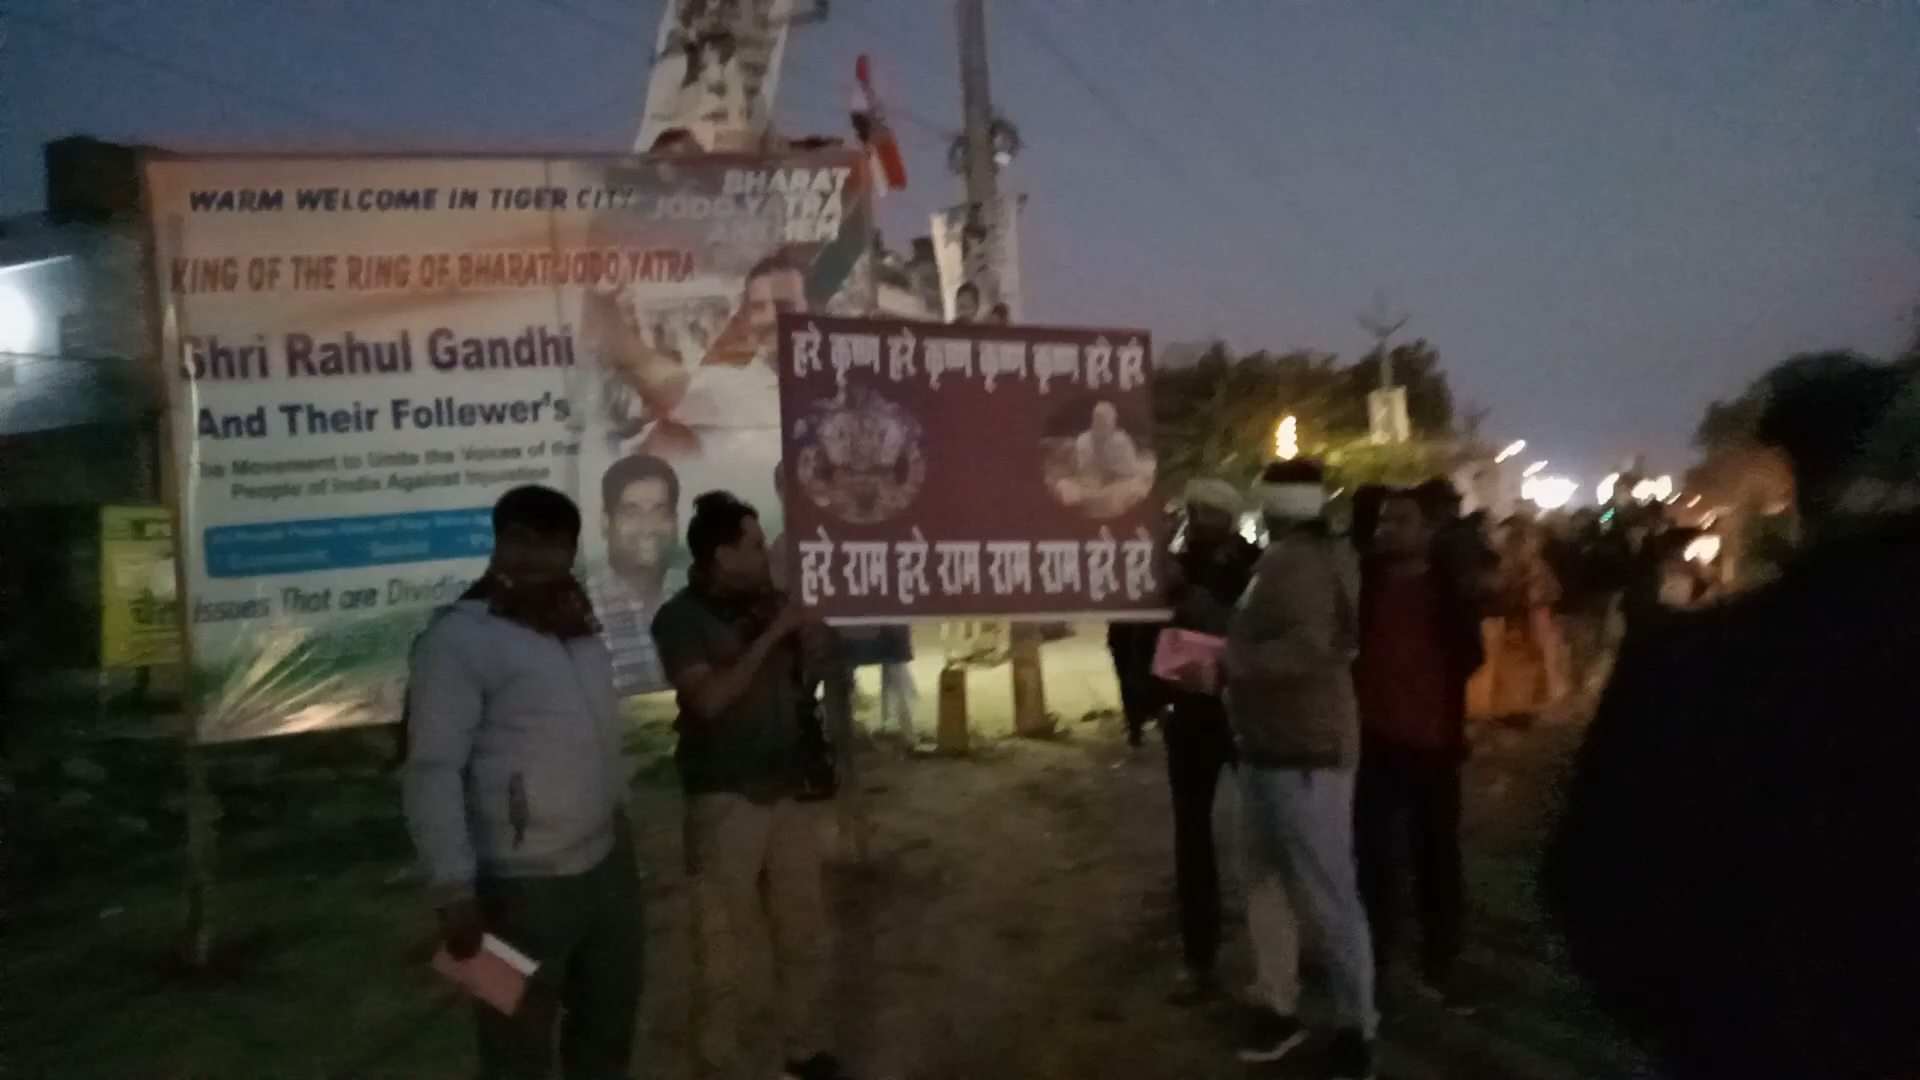 WARM WELCOME IN TIGER CITY
BHARAT
JODO YATRA
ANTHEM
KING OF THE RING OF BHARAT JODO YATRA
Shri Rahul Gandhi
And Their Follewer's
The Movement to Unite the Voices of the
People of India Against Injustice
Issues That are Dividing
हरे कृष्ण हरे कृष्ण कृष्ण कृष्ण हरे हरे
हरे राम हरे राम राम राम हरे हरे